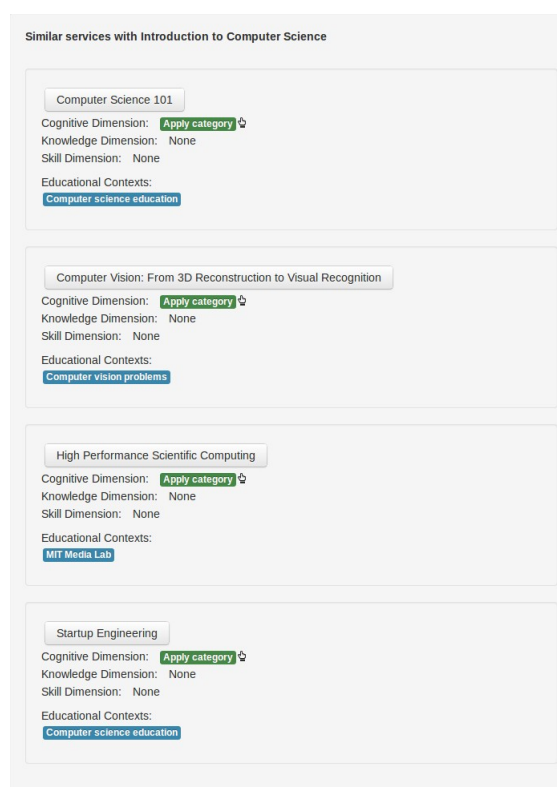 Similar services with Introduction to Computer Science
Computer Science 101
Cognitive Dimension: Apply category
Knowledge Dimension: None
Skill Dimension: None
Educational Contexts:
Computer science education
Computer Vision: From 3D Reconstruction to Visual Recognition
Cognitive Dimension: Apply category
Knowledge Dimension: None
Skill Dimension: None
Educational Contexts:
Computer vision problems
High Performance Scientific Computing
Cognitive Dimension: Apply category
Knowledge Dimension: None
Skill Dimension: None
Educational Contexts:
MIT Media Lab
Startup Engineering
Cognitive Dimension: Apply category
Knowledge Dimension: None
Skill Dimension: None
Educational Contexts:
Computer science education